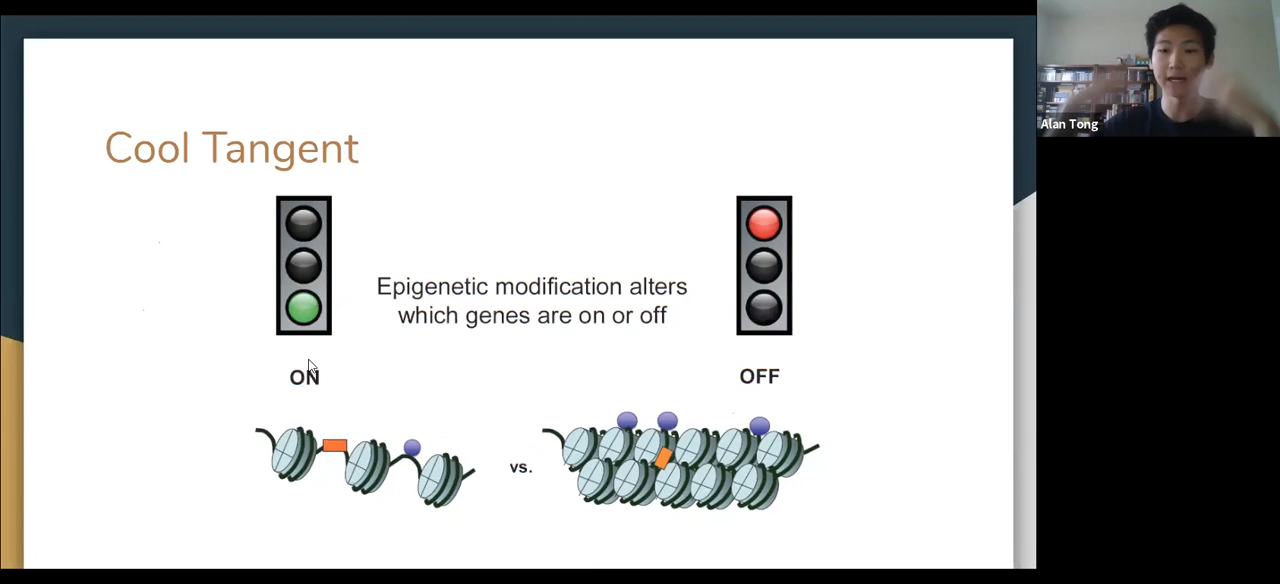 Alan Tong
Cool Tangent
Epigenetic modification alters
which genes are on or off
ON
OFF
vs.